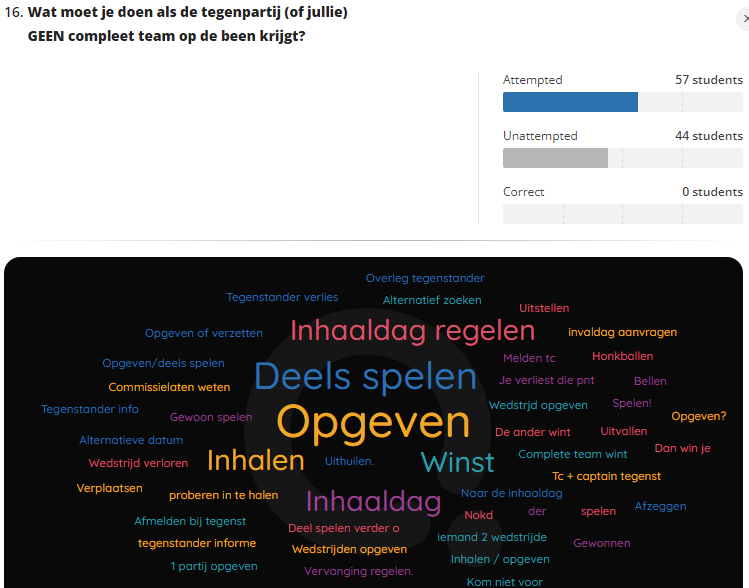 16. Wat moet je doen als de tegenpartij (of jullie)
GEEN compleet team op de been krijgt?
Attempted 57 students
Unattempted 44 students
Correct 0 students
Overleg tegenstander
Tegenstander verlies
Alternatief zoeken
Uitstellen
Opgeven of verzetten
Inhaaldag regelen
invaldag aanvragen
Melden tc
Honkballen
Opgeven/deels spelen
Deels spelen
Je verliest die pnt
Bellen
Commissielaten weten
Tegenstander info
Gewoon spelen
Opgeven
Wedstrjd opgeven
Spelen!
Opgeven?
Alternatieve datum
De ander wint
Uitvallen
Wedstrijd verloren
Inhalen
Uithuilen.
Winst
Complete team wint
Dan win je
Tc + captain tegenst
Verplaatsen
proberen in te halen
Inhaaldag
Naar de inhaaldag
Nokd
der
spelen
Afzeggen
Afmelden bij tegenst
Deel spelen verder o
iemand 2 wedstrijde
tegenstander informe
Wedstrijden opgeven
Gewonnen
Inhalen / opgeven
1 partij opgeven
Vervanging regelen.
Kom niet voor